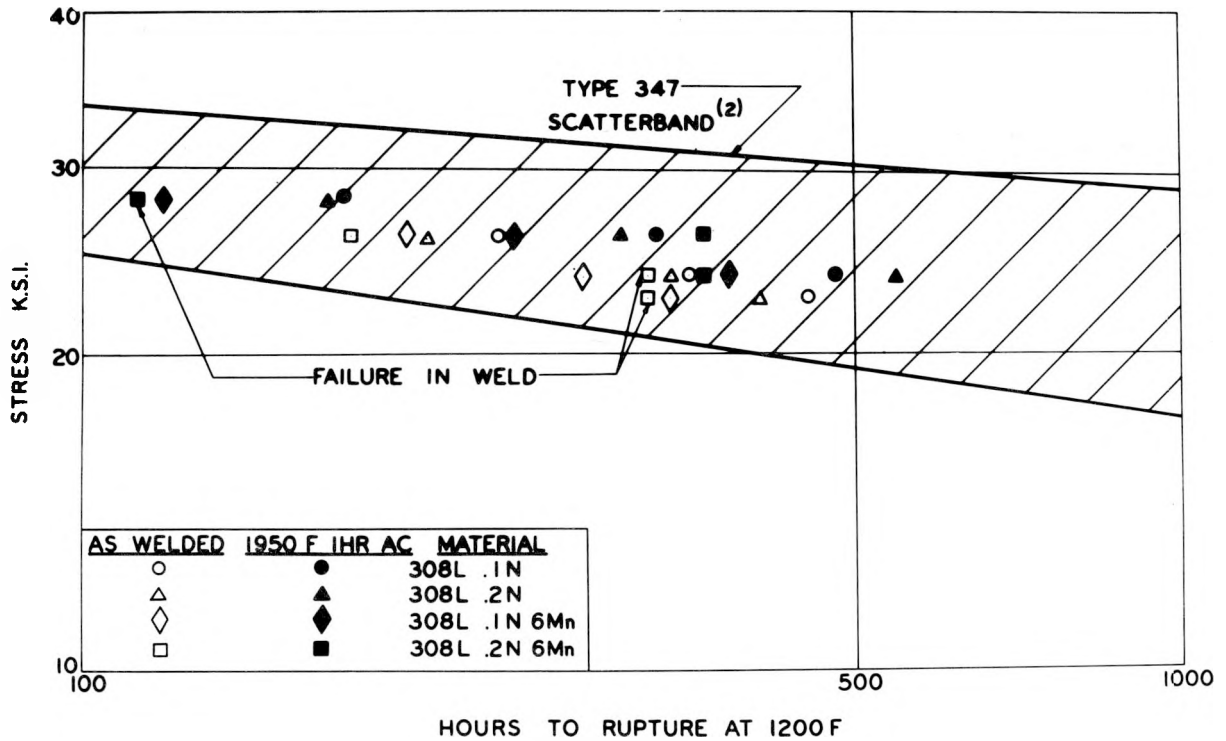 40
TYPE 347
SCATTERBAND(2)
30
STRESS K.S.I.
20
FAILURE IN WELD
AS WELDED 1950 F 1HR AC MATERIAL
308L .1N
308L .2N
308L .1N 6Mn
308L .2N 6Mn
10
100 500 1000
HOURS TO RUPTURE AT 1200F